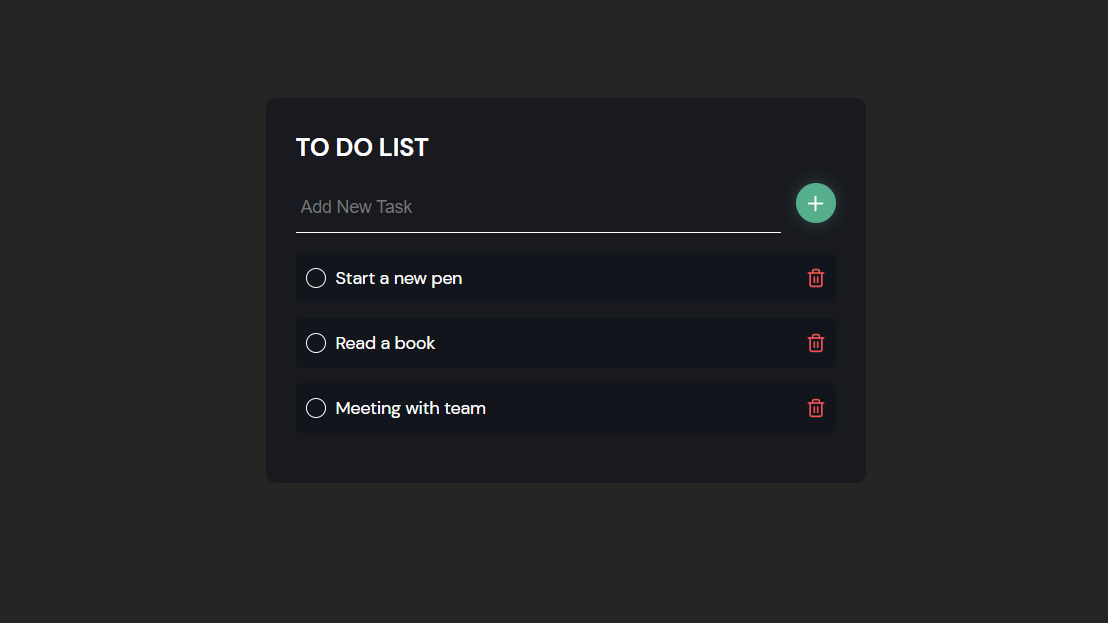 TO DO LIST
Add New Task
Start a new pen
Read a book
Meeting with team